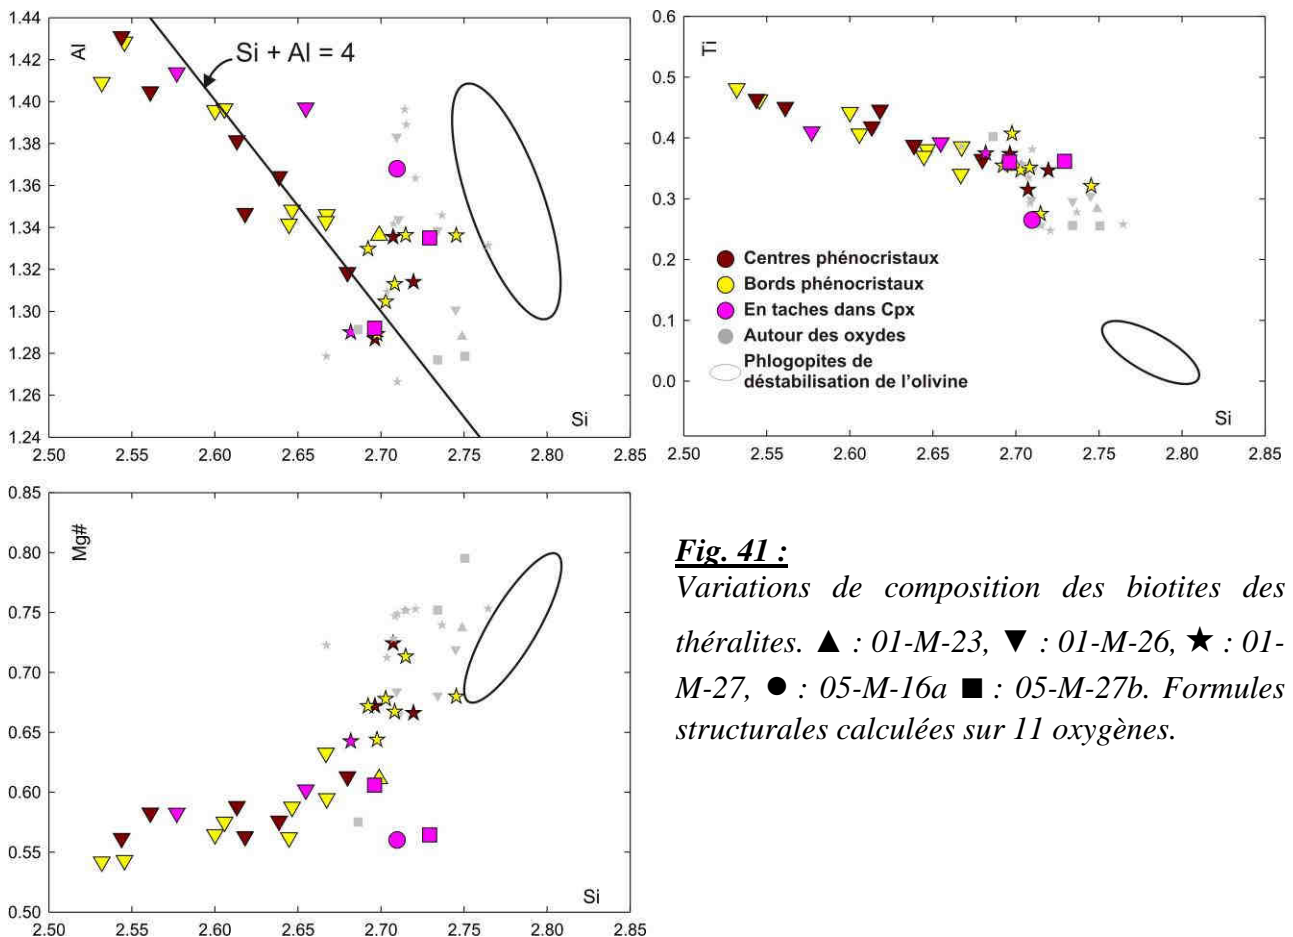 1.44
1.42
1.40
1.38
1.36
1.34
1.32
1.30
1.28
1.26
1.24
Al
Si + Al = 4
Si
2.50 2.55 2.60 2.65 2.70 2.75 2.80 2.85
0.6
0.5
0.4
0.3
0.2
0.1
0.0
Ti
Centres phénocristaux
Bords phénocristaux
En taches dans Cpx
Autour des oxydes
Phlogopites de
déstabilisation de l'olivine
Si
2.50 2.55 2.60 2.65 2.70 2.75 2.80 2.85
0.85
0.80
0.75
0.70
0.65
0.60
0.55
0.50
Mg#
Si
2.50 2.55 2.60 2.65 2.70 2.75 2.80 2.85
Fig. 41 :
Variations de composition des biotites des
théralites. ▲ : 01-M-23, ▼ : 01-M-26, ★ : 01-
M-27, ● : 05-M-16a ■ : 05-M-27b. Formules
structurales calculées sur 11 oxygènes.